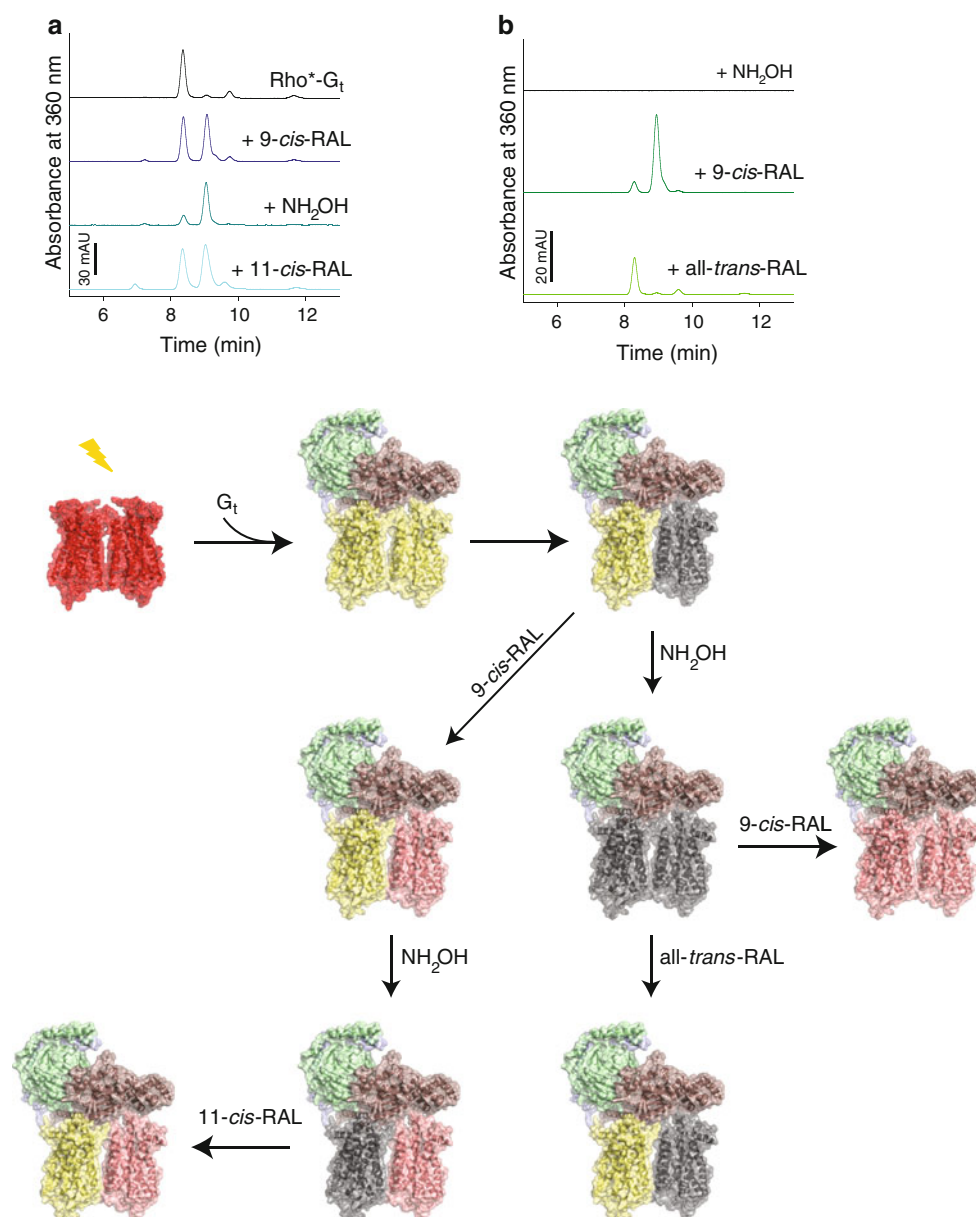 a
Absorbance at 360 nm
30 mAU
Rho*-Gt
+ 9-cis-RAL
+ NH2OH
+ 11-cis-RAL
6 8 10 12
Time (min)
b
Absorbance at 360 nm
20 mAU
+ NH2OH
+ 9-cis-RAL
+ all-trans-RAL
6 8 10 12
Time (min)
Gt
9-cis-RAL
NH2OH
9-cis-RAL
NH2OH
all-trans-RAL
11-cis-RAL